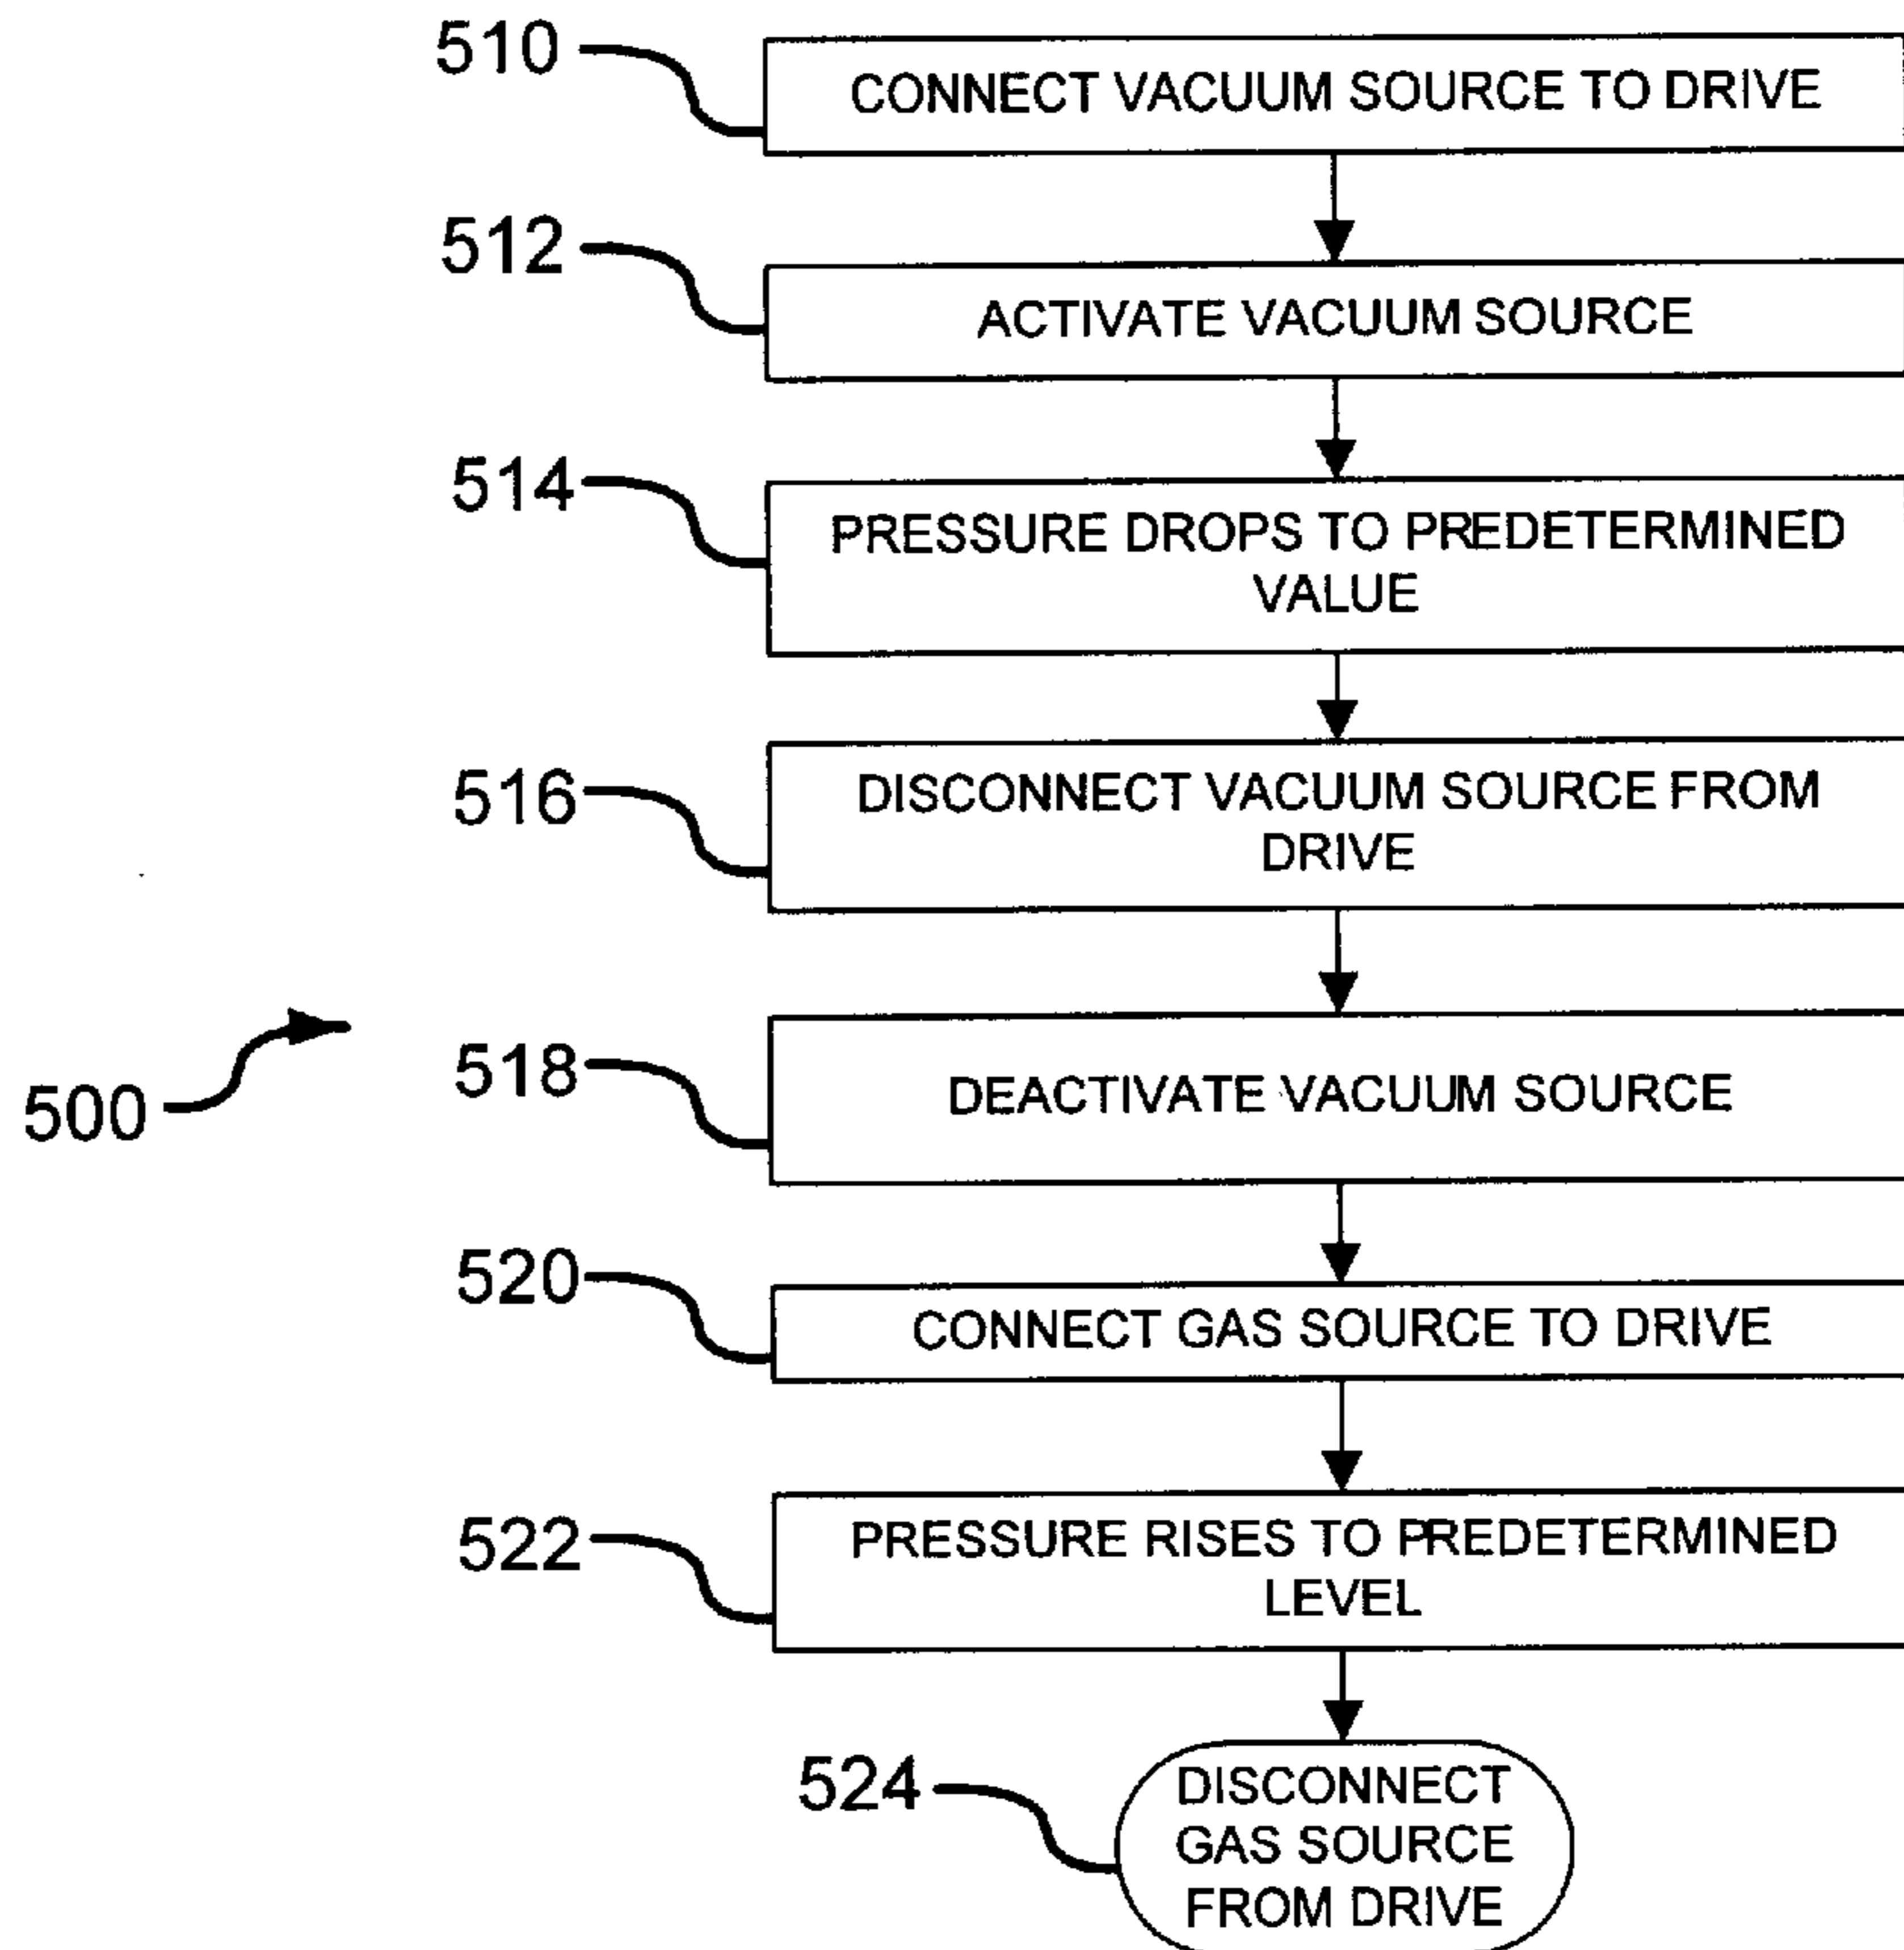 510
CONNECT VACUUM SOURCE TO DRIVE
512
ACTIVATE VACUUM SOURCE
514
PRESSURE DROPS TO PREDETERMINED
VALUE
516
DISCONNECT VACUUM SOURCE FROM
DRIVE
500
518
DEACTIVATE VACUUM SOURCE
520
CONNECT GAS SOURCE TO DRIVE
522
PRESSURE RISES TO PREDETERMINED
LEVEL
524
DISCONNECT
GAS SOURCE
FROM DRIVE